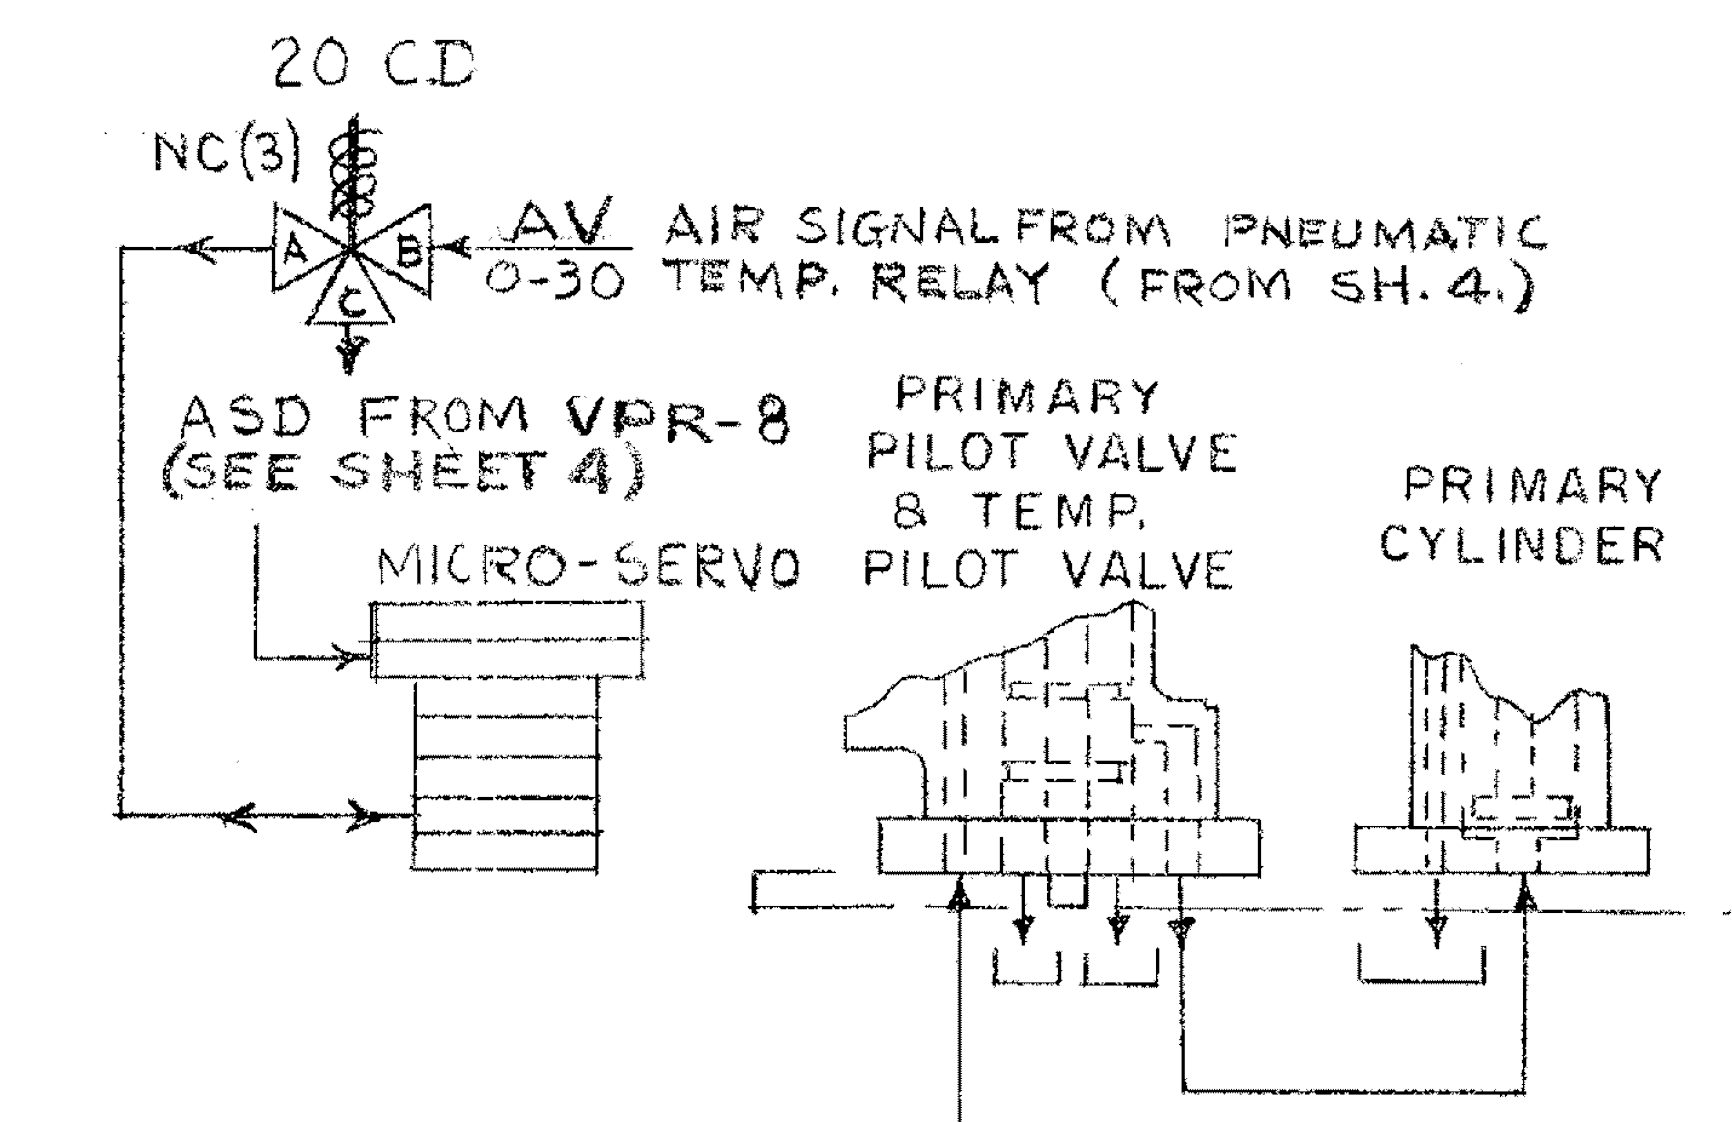 20 CD
NC(3)
A
B
C
AV
0-30
AIR SIGNAL FROM PNEUMATIC
TEMP. RELAY (FROM SH. 4.)
ASD FROM VPR-8
(SEE SHEET 4)
MICRO-SERVO
PRIMARY
PILOT VALVE
& TEMP.
PILOT VALVE
PRIMARY
CYLINDER